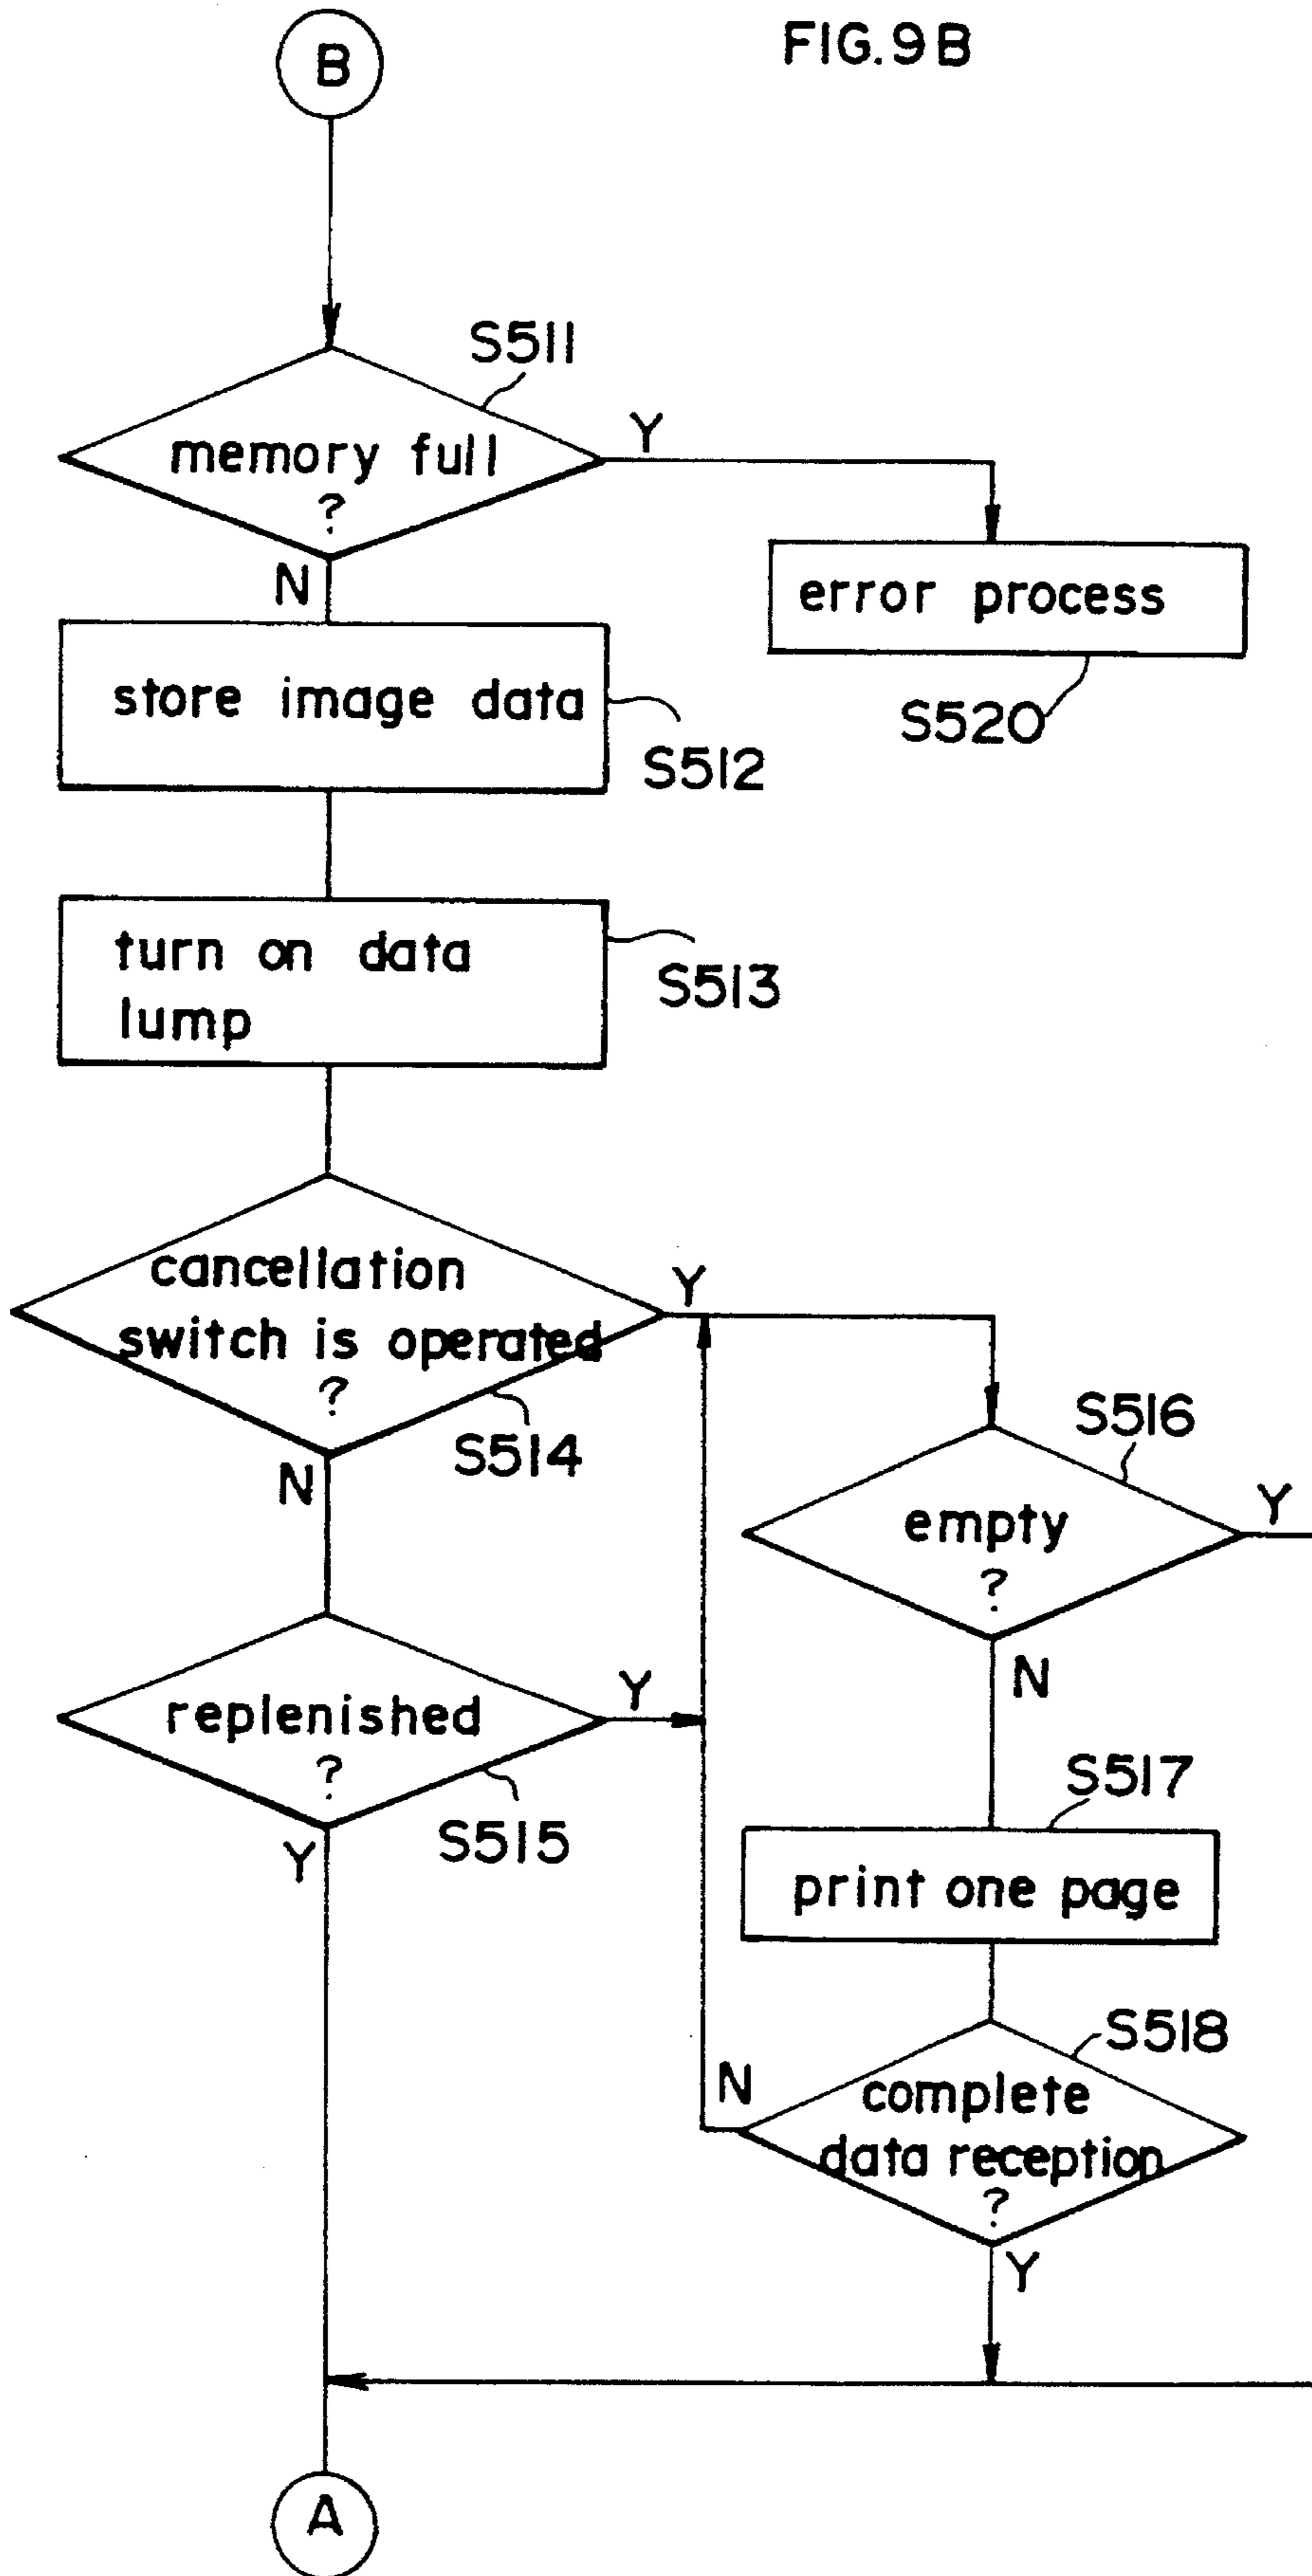 FIG.9B
B
S511
memory full
?
Y
N
error process
S520
store image data
S512
turn on data
lump
S513
cancellation
switch is operated
?
Y
S514
N
S516
empty
?
Y
N
replenished
?
Y
S515
Y
S517
print one page
S518
complete
data reception
?
N
Y
A